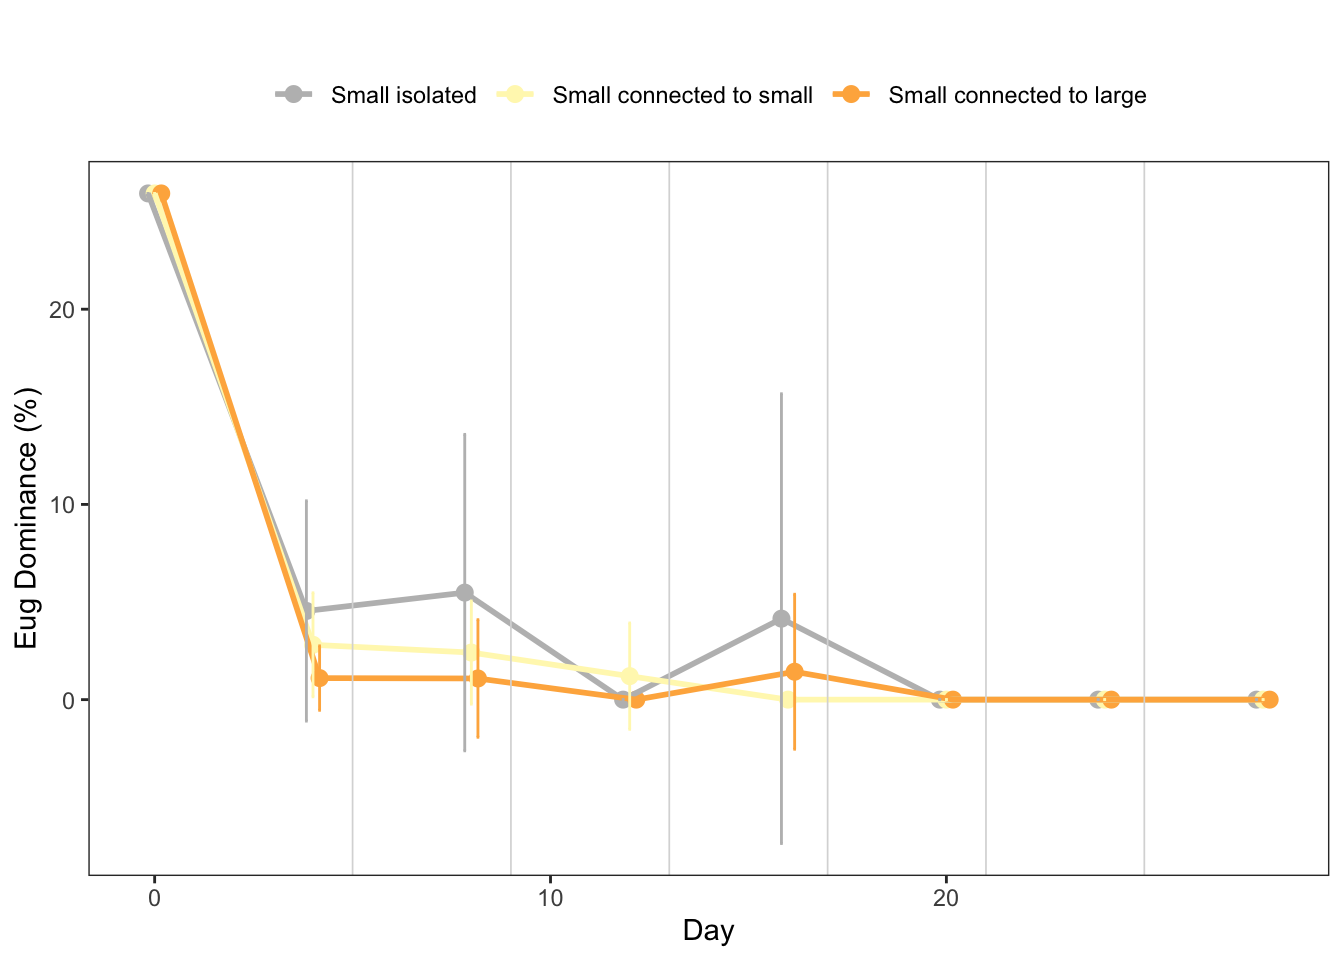 Small isolated Small connected to small Small connected to large
20
10
0
Eug Dominance (%)
0 10 20
Day